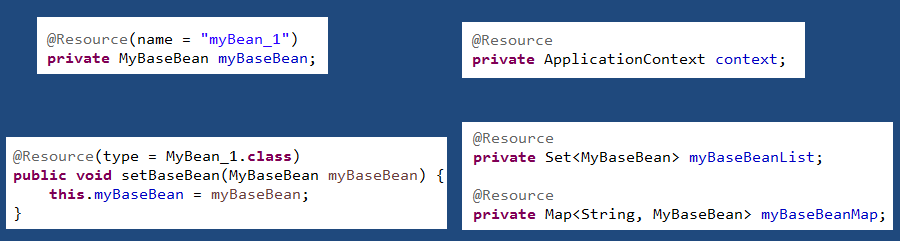 @Resource(name = "myBean_1")
private MyBaseBean myBaseBean;
@Resource
private ApplicationContext context;
@Resource(type = MyBean_1.class)
public void setBaseBean(MyBaseBean myBaseBean) {
    this.myBaseBean = myBaseBean;
}
@Resource
private Set<MyBaseBean> myBaseBeanList;
@Resource
private Map<String, MyBaseBean> myBaseBeanMap;